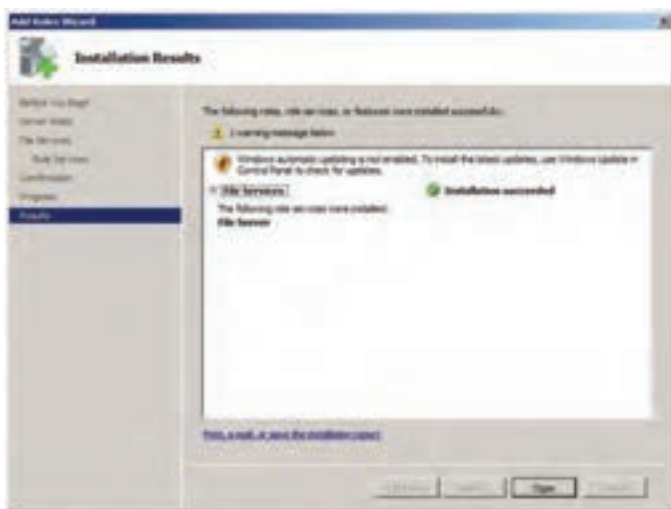 Add Roles Wizard
Installation Results
Before You Begin
Server Roles
File Services
Role Services
Confirmation
Progress
Results
The following roles, role services, or features were installed successfully:
1 warning message below
Windows automatic updating is not enabled. To install the latest updates, use Windows Update in
Control Panel to check for updates.
File Services
Installation succeeded
The following role services were installed:
File Server
Print, e-mail, or save the installation report